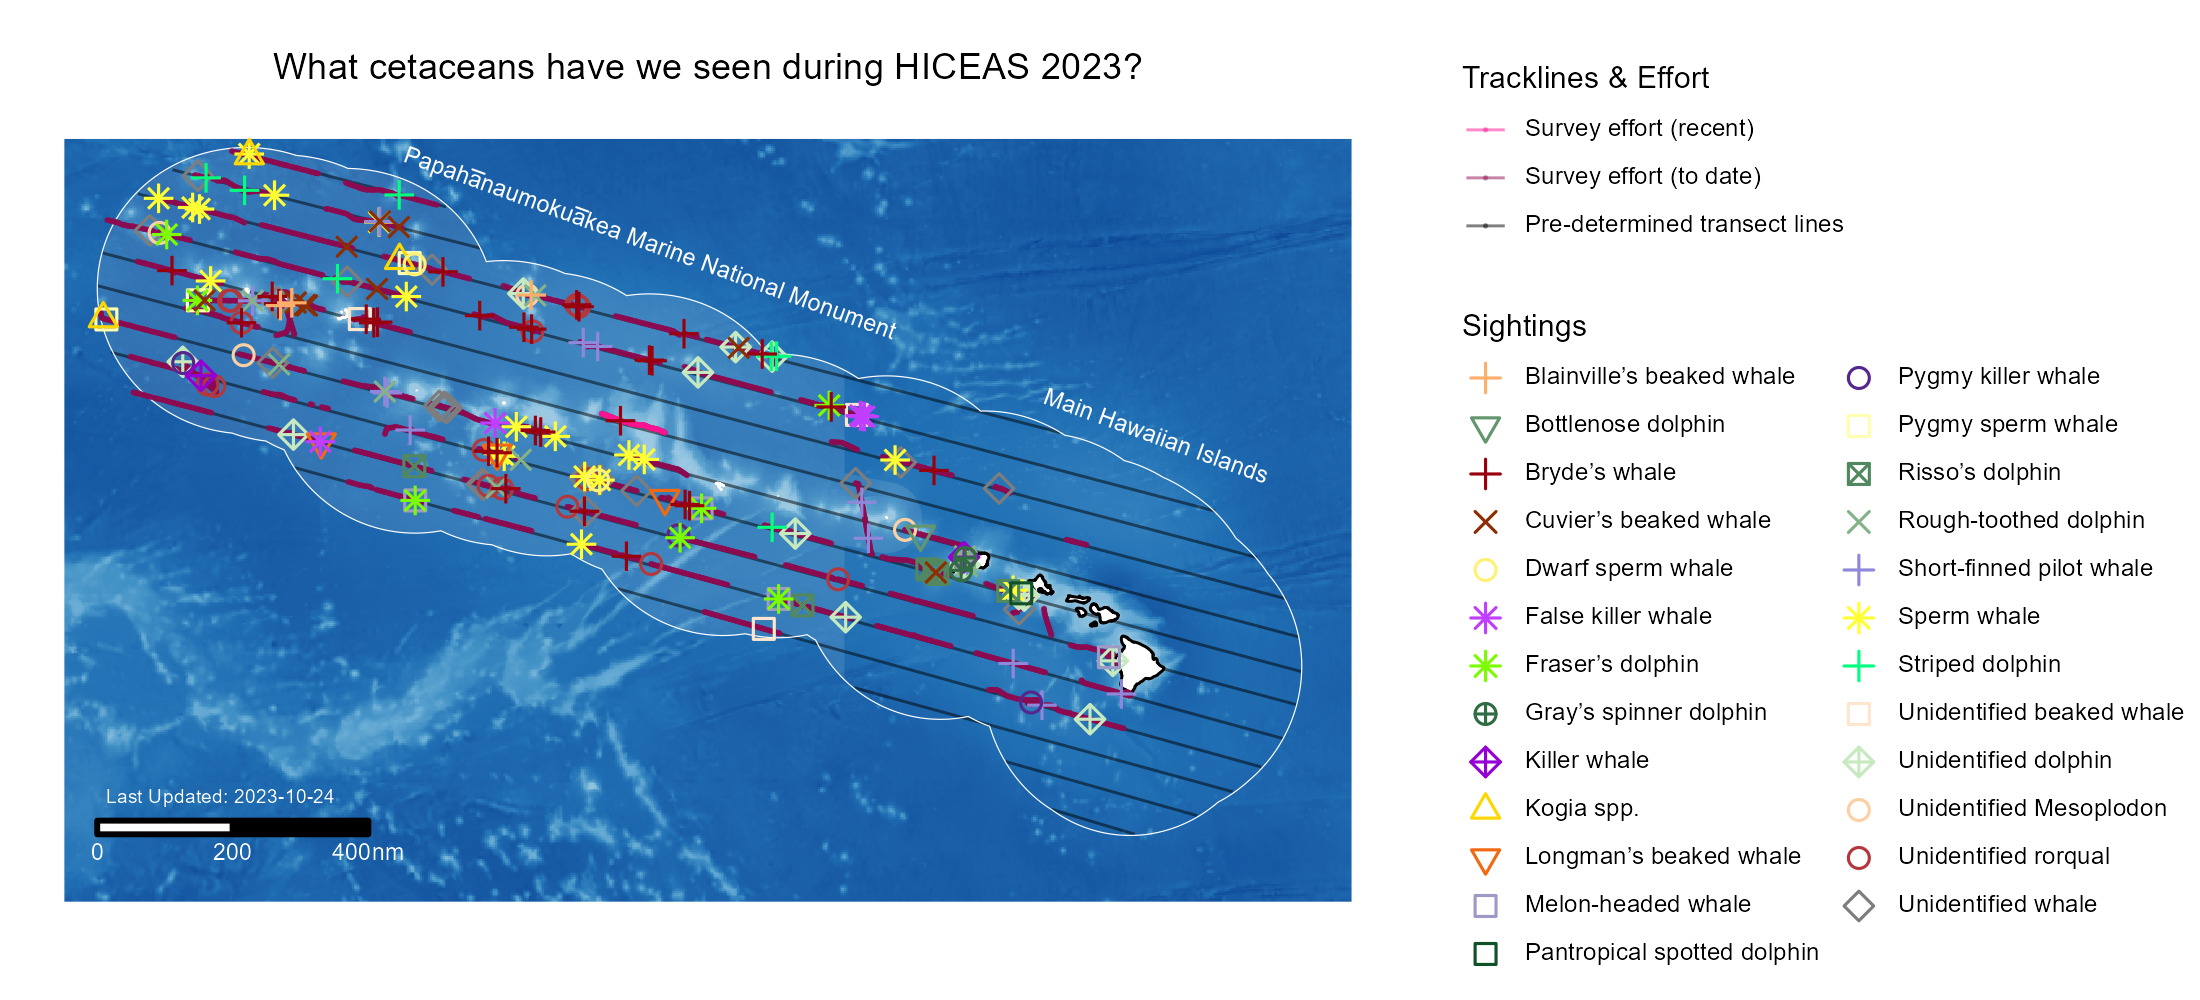 What cetaceans have we seen during HICEAS 2023?
Papahānaumokuākea Marine National Monument
Main Hawaiian Islands
Last Updated: 2023-10-24
0 200 400nm
Tracklines & Effort
Survey effort (recent)
Survey effort (to date)
Pre-determined transect lines
Sightings
Blainville's beaked whale
Bottlenose dolphin
Bryde's whale
Cuvier's beaked whale
Dwarf sperm whale
False killer whale
Fraser's dolphin
Gray's spinner dolphin
Killer whale
Kogia spp.
Longman's beaked whale
Melon-headed whale
Pantropical spotted dolphin
Pygmy killer whale
Pygmy sperm whale
Risso's dolphin
Rough-toothed dolphin
Short-finned pilot whale
Sperm whale
Striped dolphin
Unidentified beaked whale
Unidentified dolphin
Unidentified Mesoplodon
Unidentified rorqual
Unidentified whale